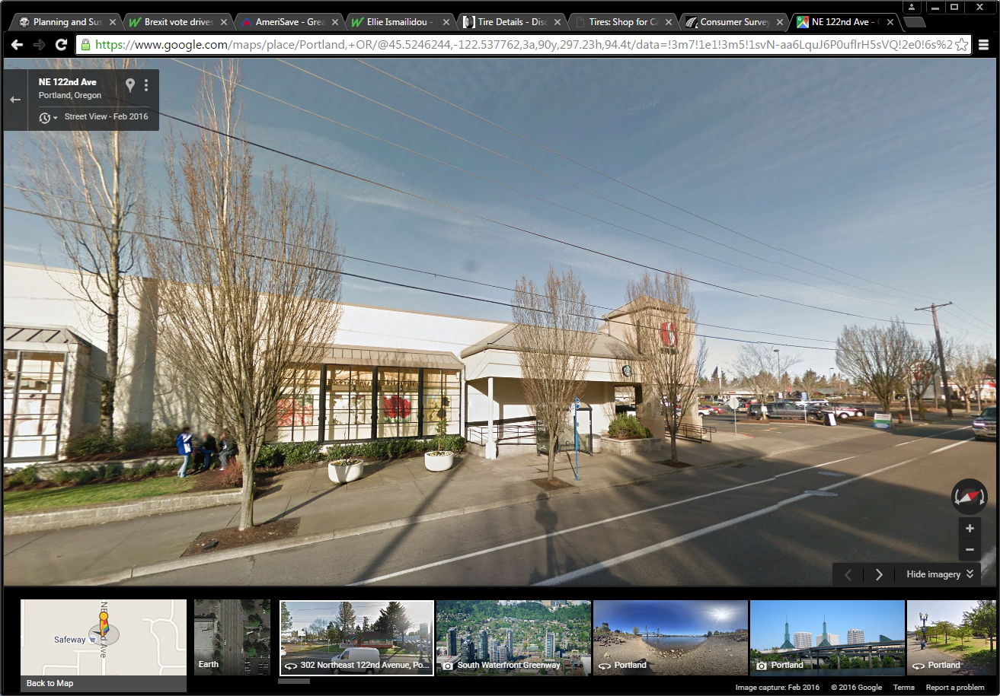 Planning and Sus
Brexit vote drives
AmeriSave - Grea
Ellie Ismailidou -
Tire Details - Disc
Tires: Shop for Ca
Consumer Survey
NE 122nd Ave -
https://www.google.com/maps/place/Portland,+OR/@45.5246244,-122.537762,3a,90y,297.23h,94.4t/data=!3m7!1e1!3m5!1svN-aa6LquJ6P0uflrH5sVQ!2e0!6s%2
NE 122nd Ave
Portland, Oregon
Street View - Feb 2016
Hide imagery
Safeway
NE
d Ave
Back to Map
Earth
302 Northeast 122nd Avenue, Po...
South Waterfront Greenway
Portland
Portland
Portland
Image capture: Feb 2016 © 2016 Google Terms Report a problem